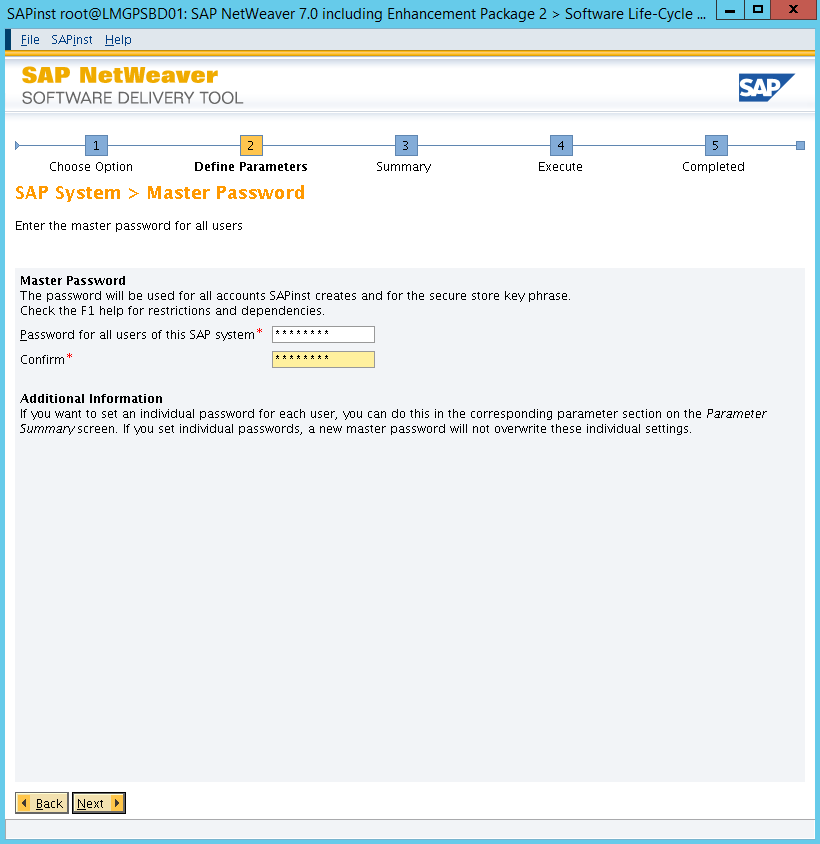 SAPinst root@LMGPSBD01: SAP NetWeaver 7.0 including Enhancement Package 2 > Software Life-Cycle ...
File SAPinst Help
SAP NetWeaver
SOFTWARE DELIVERY TOOL
SAP
1 2 3 4 5
Choose Option Define Parameters Summary Execute Completed
SAP System > Master Password
Enter the master password for all users
Master Password
The password will be used for all accounts SAPinst creates and for the secure store key phrase.
Check the F1 help for restrictions and dependencies.
Password for all users of this SAP system* ********
Confirm* ********
Additional Information
If you want to set an individual password for each user, you can do this in the corresponding parameter section on the Parameter
Summary screen. If you set individual passwords, a new master password will not overwrite these individual settings.
Back Next